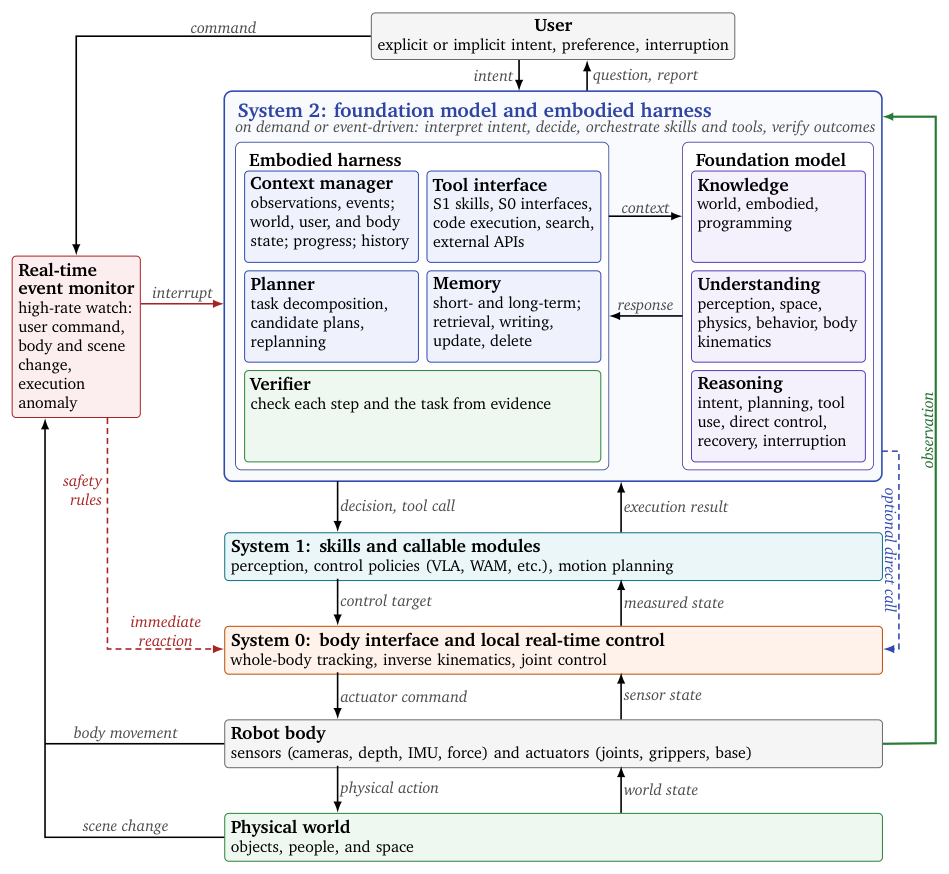 User
explicit or implicit intent, preference, interruption
command
intent
question, report
System 2: foundation model and embodied harness
on demand or event-driven: interpret intent, decide, orchestrate skills and tools, verify outcomes
Embodied harness
Context manager
observations, events;
world, user, and body
state; progress; history
Tool interface
S1 skills, S0 interfaces,
code execution, search,
external APIs
Planner
task decomposition,
candidate plans,
replanning
Memory
short- and long-term;
retrieval, writing,
update, delete
Verifier
check each step and the task from evidence
context
response
Foundation model
Knowledge
world, embodied,
programming
Understanding
perception, space,
physics, behavior, body
kinematics
Reasoning
intent, planning, tool
use, direct control,
recovery, interruption
Real-time
event monitor
high-rate watch:
user command,
body and scene
change,
execution
anomaly
interrupt
safety
rules
immediate
reaction
observation
optional direct call
decision, tool call
execution result
System 1: skills and callable modules
perception, control policies (VLA, WAM, etc.), motion planning
control target
measured state
System 0: body interface and local real-time control
whole-body tracking, inverse kinematics, joint control
actuator command
sensor state
body movement
Robot body
sensors (cameras, depth, IMU, force) and actuators (joints, grippers, base)
physical action
world state
scene change
Physical world
objects, people, and space